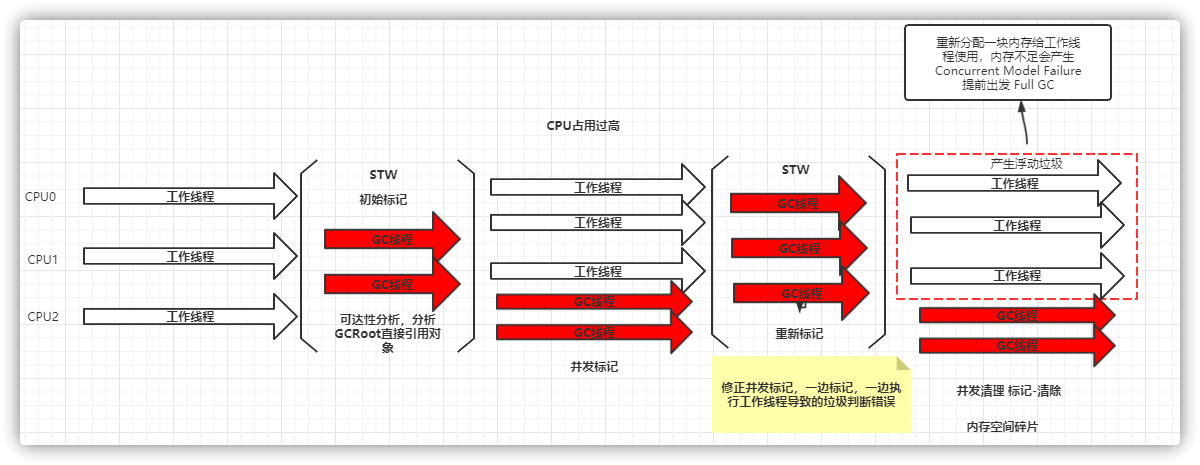 重新分配一块内存给工作线
程使用，内存不足会产生
Concurrent Model Failure
提前出发 Full GC
CPU占用过高
CPU0
工作线程
CPU1
工作线程
CPU2
工作线程
STW
初始标记
GC线程
GC线程
可达性分析，分析
GCRoot直接引用对
象
工作线程
工作线程
工作线程
GC线程
GC线程
并发标记
STW
GC线程
GC线程
GC线程
重新标记
修正并发标记，一边标记，一边执
行工作线程导致的垃圾判断错误
产生浮动垃圾
工作线程
工作线程
工作线程
GC线程
GC线程
并发清理 标记-清除
内存空间碎片